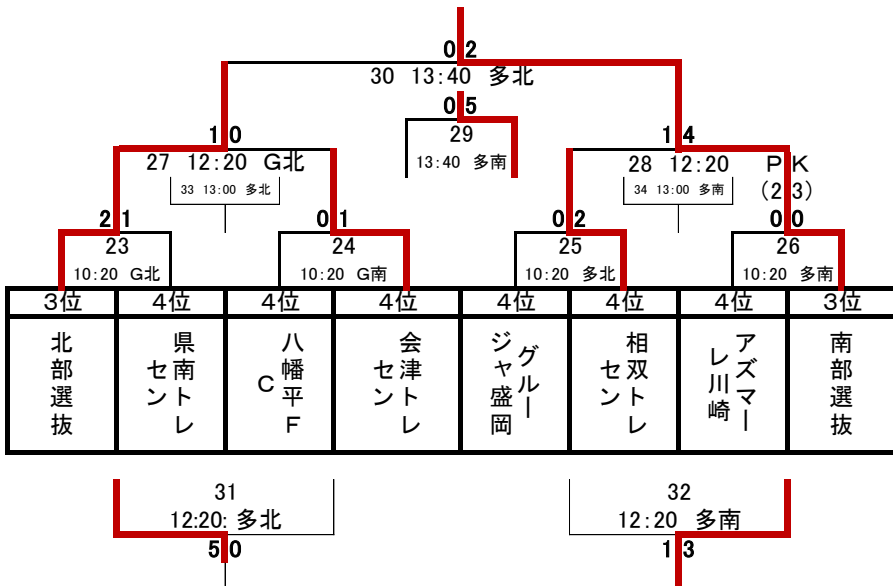 0 2
30 13:40 多北
0 5
29
13:40 多南
1 0
27 12:20 G北
33 13:00 多北
1 4
28 12:20 PK
(2 3)
34 13:00 多南
2 1
23
10:20 G北
0 1
24
10:20 G南
0 2
25
10:20 多北
0 0
26
10:20 多南
3位 4位 4位 4位 4位 4位 4位 3位
北部選抜
県南トレセン
八幡平FC
会津トレセン
グルージャ盛岡
相双トレセン
アズマーレ川崎
南部選抜
31
12:20: 多北
5 0
32
12:20 多南
1 3